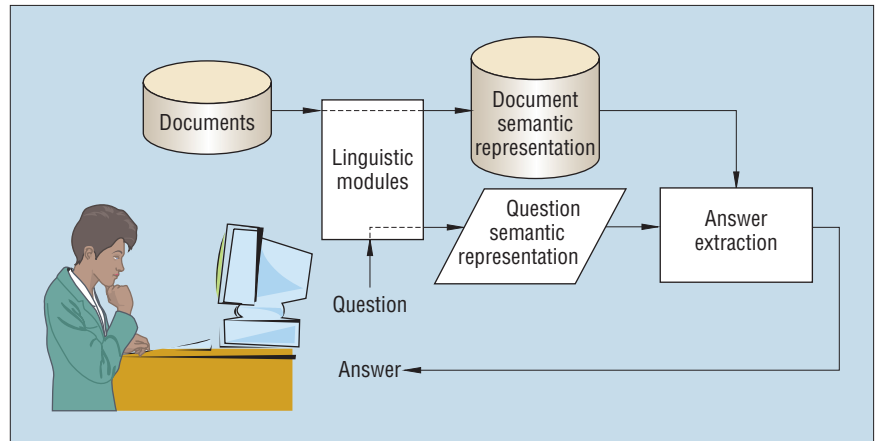 Documents
Linguistic
modules
Document
semantic
representation
Question
semantic
representation
Answer
extraction
Question
Answer